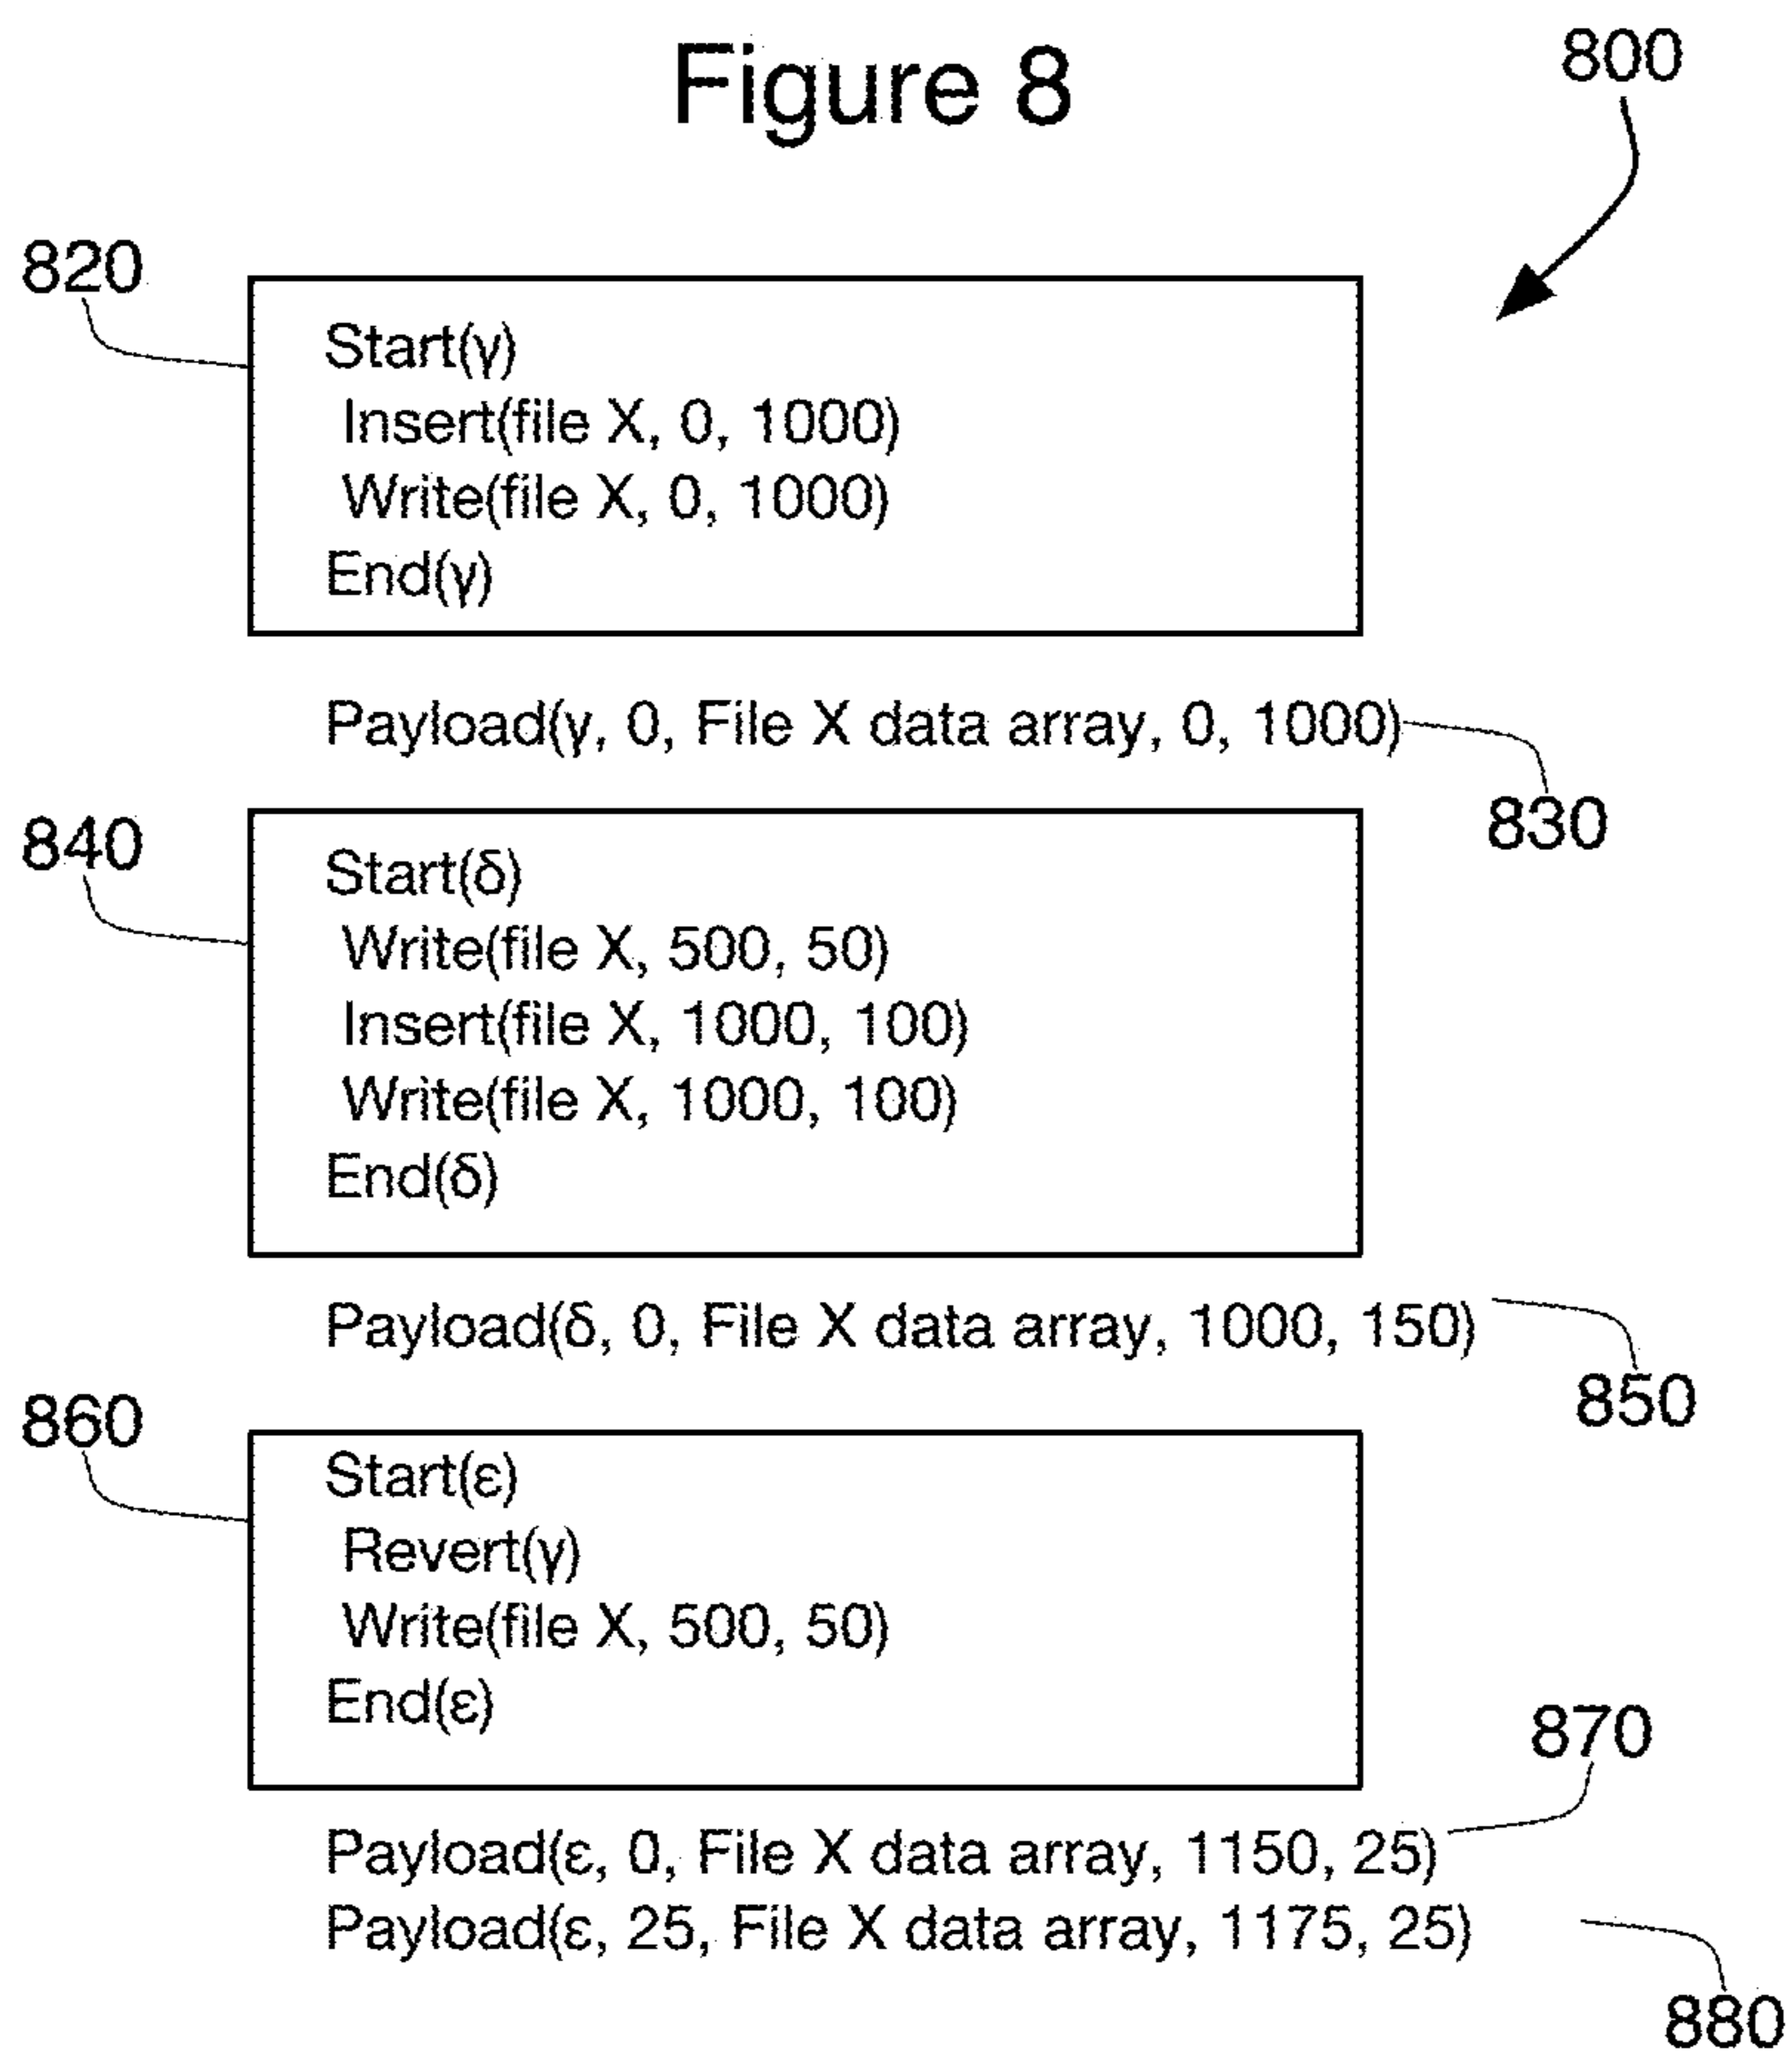 Figure 8
800
820
Start(γ)
Insert(file X, 0, 1000)
Write(file X, 0, 1000)
End(γ)
Payload(γ, 0, File X data array, 0, 1000)
830
840
Start(δ)
Write(file X, 500, 50)
Insert(file X, 1000, 100)
Write(file X, 1000, 100)
End(δ)
Payload(δ, 0, File X data array, 1000, 150)
850
860
Start(ε)
Revert(γ)
Write(file X, 500, 50)
End(ε)
870
Payload(ε, 0, File X data array, 1150, 25)
Payload(ε, 25, File X data array, 1175, 25)
880